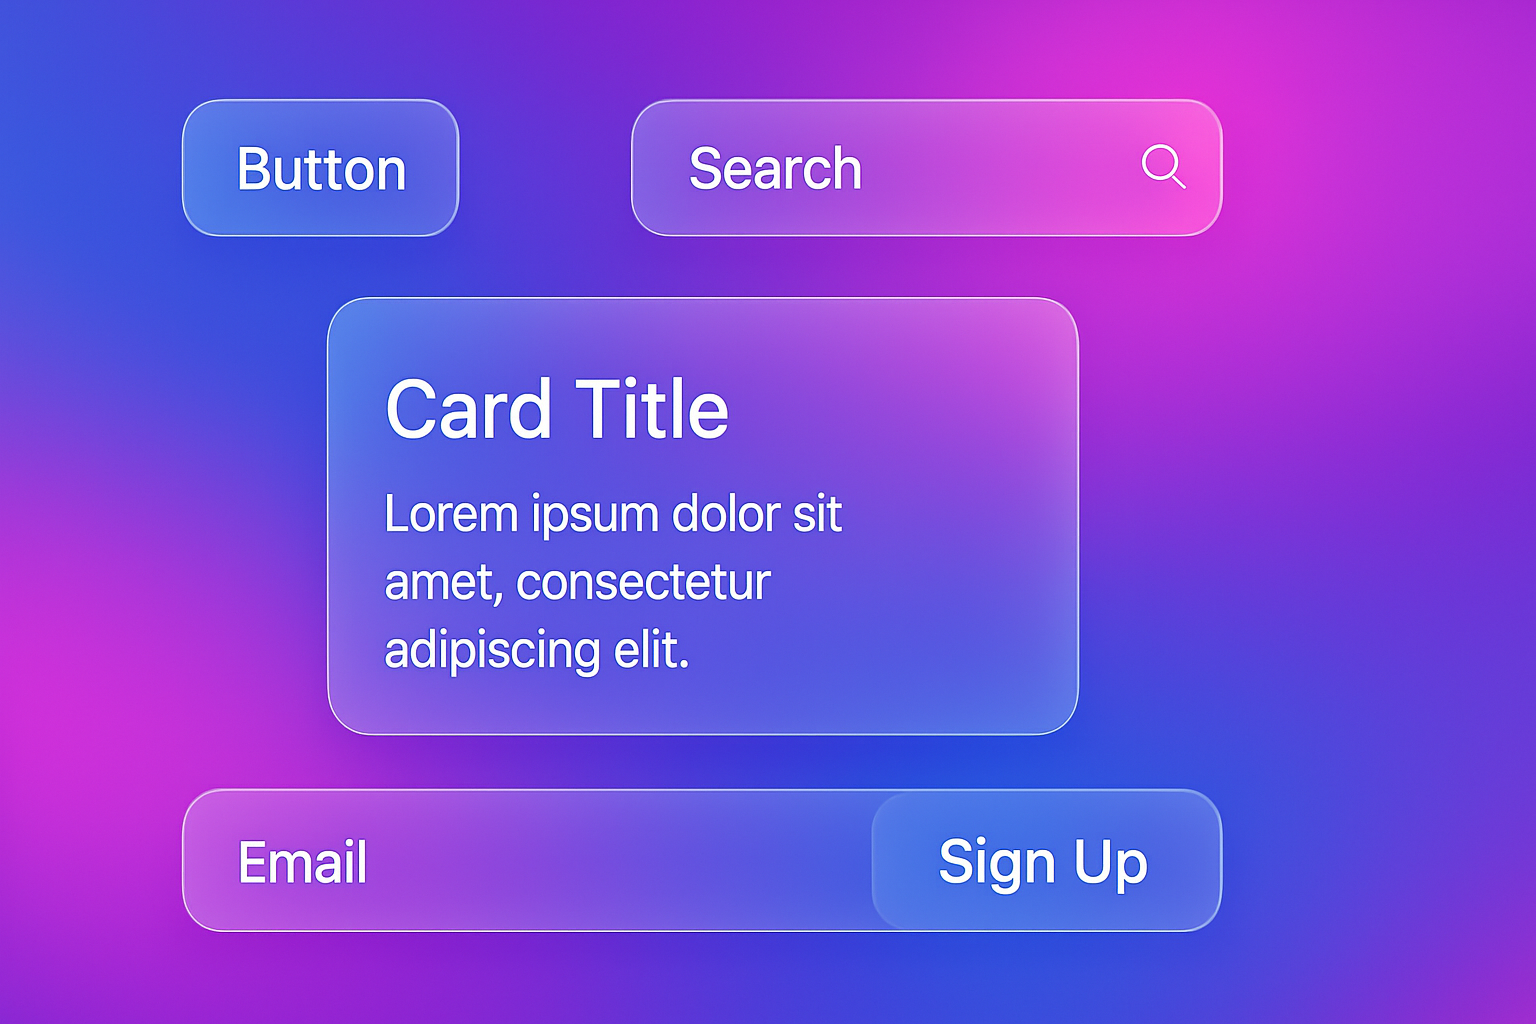 Button
Search
Card Title
Lorem ipsum dolor sit
amet, consectetur
adipiscing elit.
Email
Sign Up